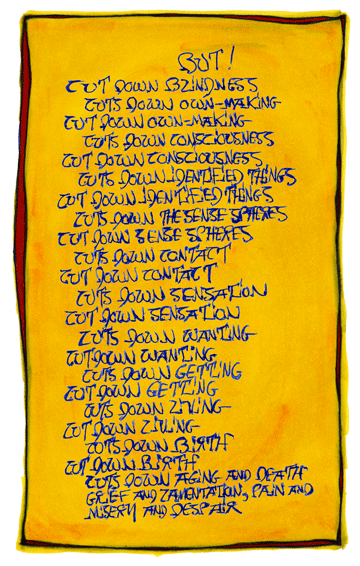 BUT!
CUT DOWN BLINDNESS
CUTS DOWN OWN-MAKING
CUT DOWN OWN-MAKING
CUTS DOWN CONSCIOUSNESS
CUT DOWN CONSCIOUSNESS
CUTS DOWN IDENTIFIED THINGS
CUT DOWN IDENTIFIED THINGS
CUTS DOWN THE SENSE SPHERES
CUT DOWN SENSE SPHERES
CUTS DOWN CONTACT
CUT DOWN CONTACT
CUTS DOWN SENSATION
CUT DOWN SENSATION
CUTS DOWN WANTING
CUT DOWN WANTING
CUTS DOWN GETTING
CUT DOWN GETTING
CUTS DOWN LIVING
CUT DOWN LIVING
CUTS DOWN BIRTH
CUT DOWN BIRTH
CUTS DOWN AGING AND DEATH
GRIEF AND LAMENTATION, PAIN AND
MISERY AND DESPAIR